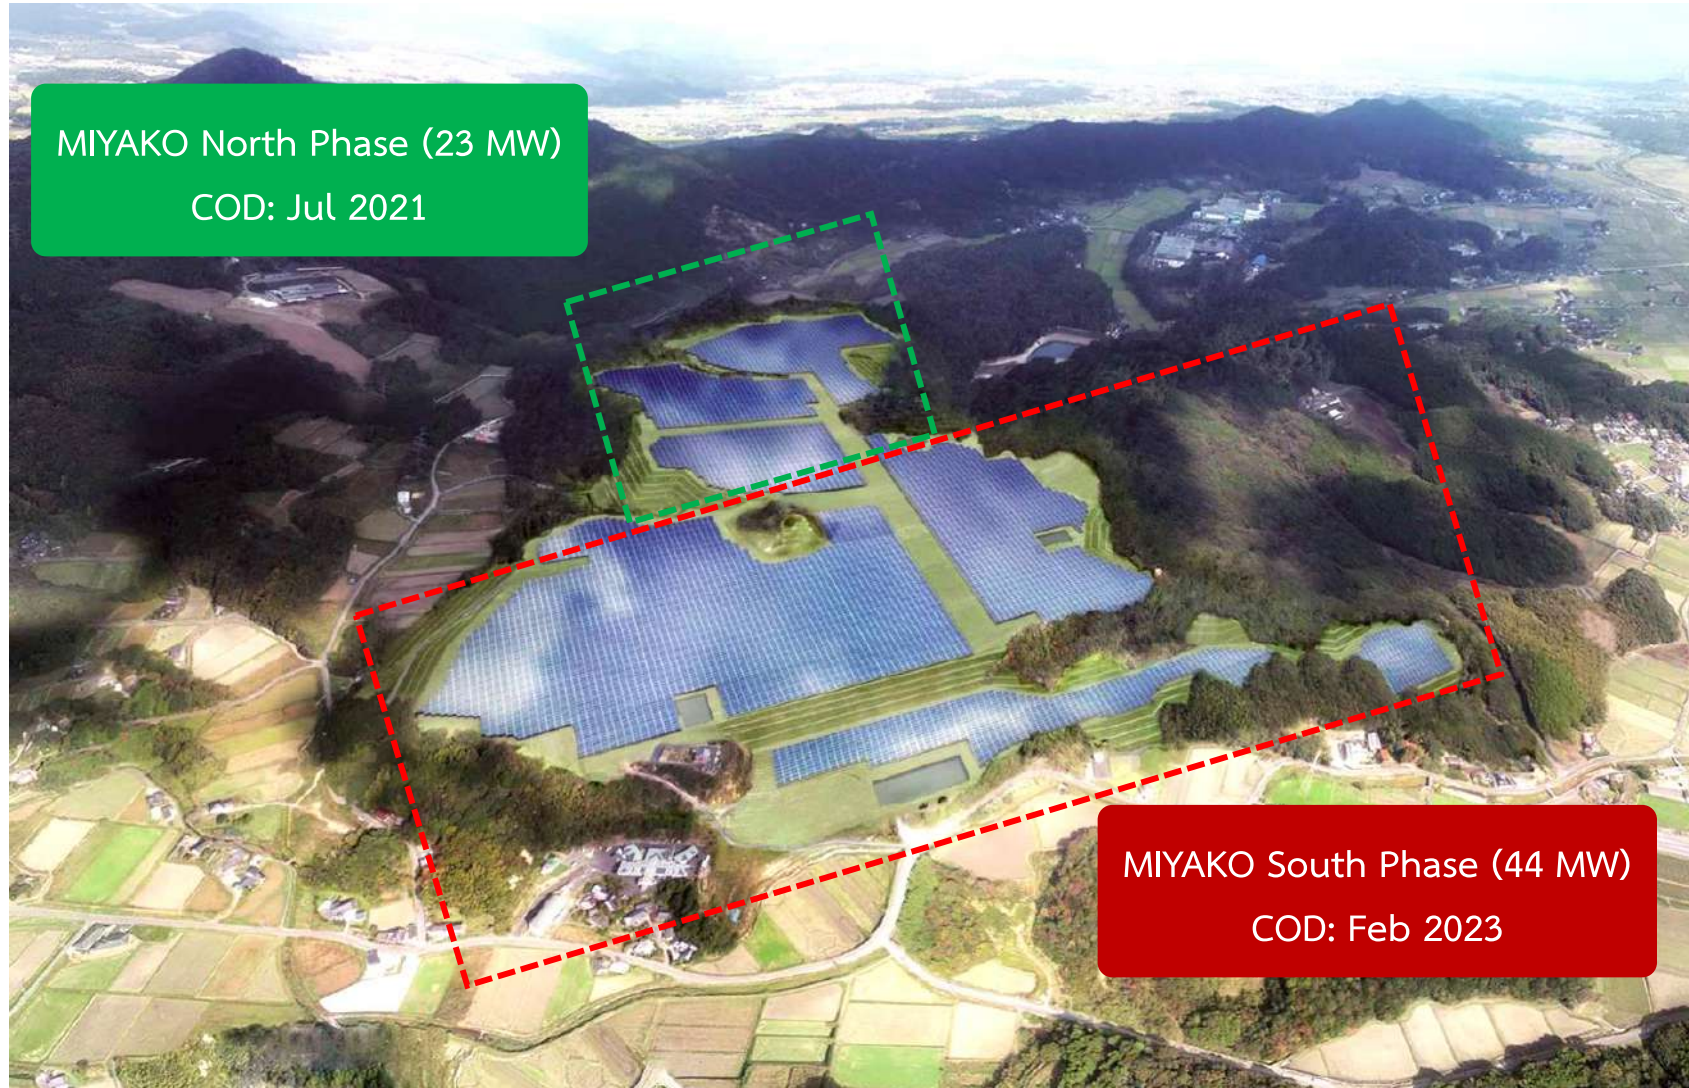 MIYAKO North Phase (23 MW)
COD: Jul 2021
MIYAKO South Phase (44 MW)
COD: Feb 2023